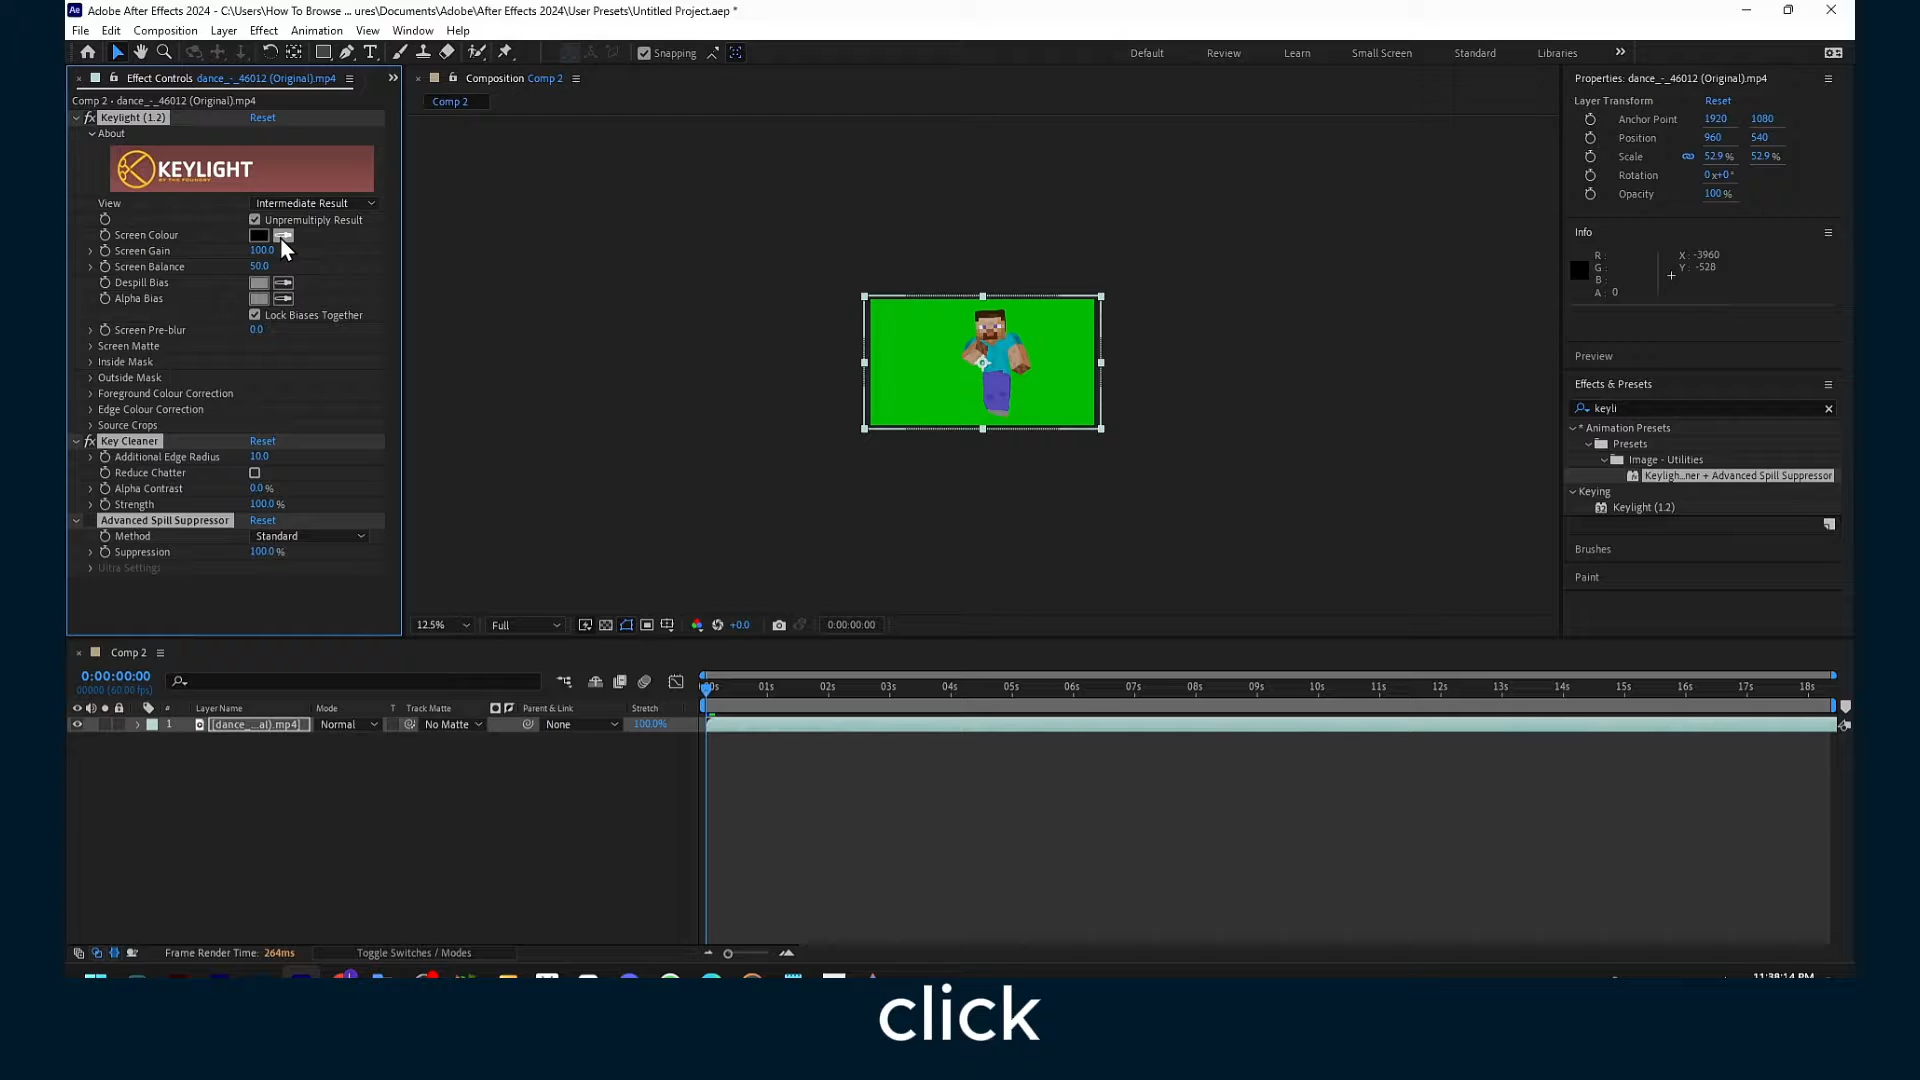 Adobe After Effects 2024 - C:\Users\How To Browse ... ures\Documents\Adobe\After Effects 2024\User Presets\Untitled Project.aep *
File Edit Composition Layer Effect Animation View Window Help
Snapping
Default Review Learn Small Screen Standard Libraries
Effect Controls dance_-_46012 (Original).mp4
Comp 2 • dance_-_46012 (Original).mp4
fx Keylight (1.2) Reset
About
KEYLIGHT
BY THE FOUNDRY
View Intermediate Result
Unpremultiply Result
Screen Colour
Screen Gain 100.0
Screen Balance 50.0
Despill Bias
Alpha Bias
Lock Biases Together
Screen Pre-blur 0.0
Screen Matte
Inside Mask
Outside Mask
Foreground Colour Correction
Edge Colour Correction
Source Crops
fx Key Cleaner Reset
Additional Edge Radius 10.0
Reduce Chatter
Alpha Contrast 0.0 %
Strength 100.0 %
Advanced Spill Suppressor Reset
Method Standard
Suppression 100.0 %
Ultra Settings
Composition Comp 2
Comp 2
12.5% Full +0.0 0:00:00:00
Properties: dance_-_46012 (Original).mp4
Layer Transform Reset
Anchor Point 1920 1080
Position 960 540
Scale 52.9 % 52.9 %
Rotation 0 x+0 °
Opacity 100 %
Info
R : X : -3960
G : Y : -528
B :
A : 0
Preview
Effects & Presets
keyli
* Animation Presets
Presets
Image - Utilities
Keyligh...ner + Advanced Spill Suppressor
Keying
Keylight (1.2)
Brushes
Paint
Comp 2
0:00:00:00
00000 (60.00 fps)
# Layer Name Mode T Track Matte Parent & Link Stretch
1 [dance_...al).mp4] Normal No Matte None 100.0%
00s 01s 02s 03s 04s 05s 06s 07s 08s 09s 10s 11s 12s 13s 14s 15s 16s 17s 18s
Frame Render Time: 264ms Toggle Switches / Modes
11:38:14 PM
click